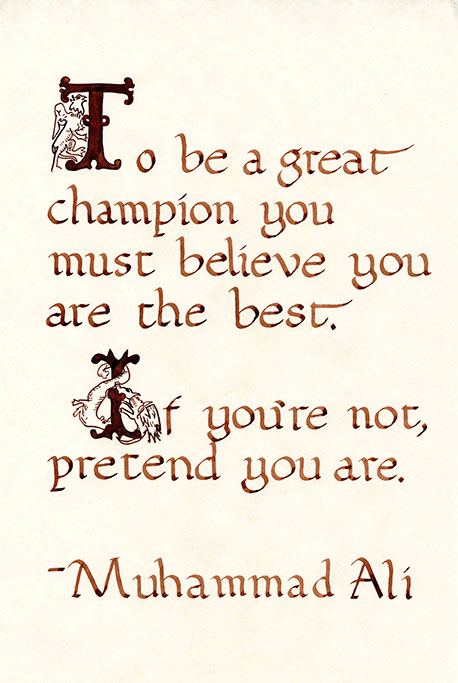 To be a great
champion you
must believe you
are the best.
If you're not,
pretend you are.
-Muhammad Ali